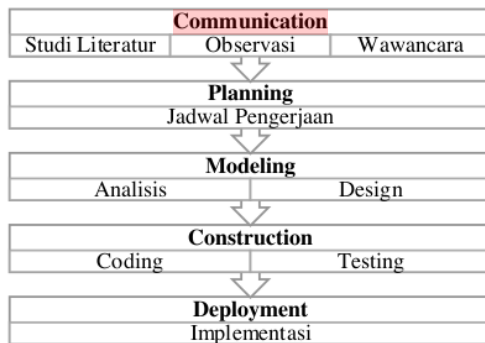 Communication
Studi Literatur Observasi Wawancara
Planning
Jadwal Pengerjaan
Modeling
Analisis Design
Construction
Coding Testing
Deployment
Implementasi